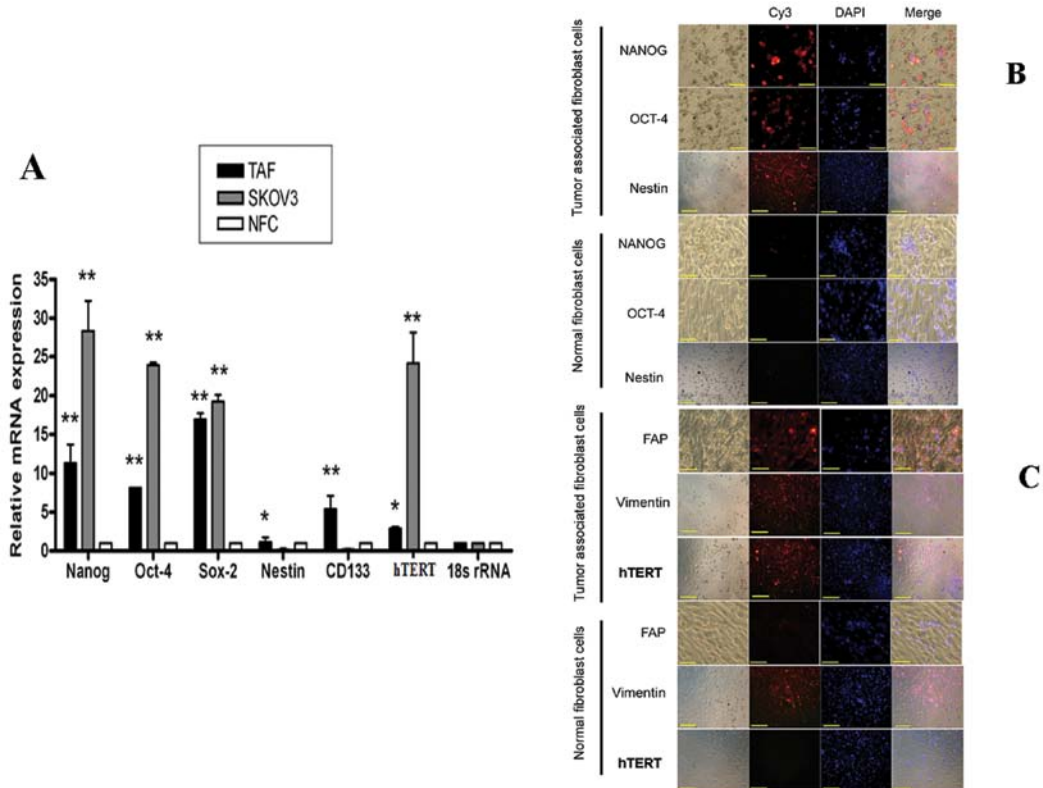 A
TAF
SKOV3
NFC
Relative mRNA expression
35
30
25
20
15
10
5
0
**
**
**
**
**
**
*
**
*
**
Nanog
Oct-4
Sox-2
Nestin
CD133
hTERT
18s rRNA
Cy3
DAPI
Merge
B
Tumor associated fibroblast cells
NANOG
OCT-4
Nestin
Normal fibroblast cells
NANOG
OCT-4
Nestin
C
Tumor associated fibroblast cells
FAP
Vimentin
hTERT
Normal fibroblast cells
FAP
Vimentin
hTERT